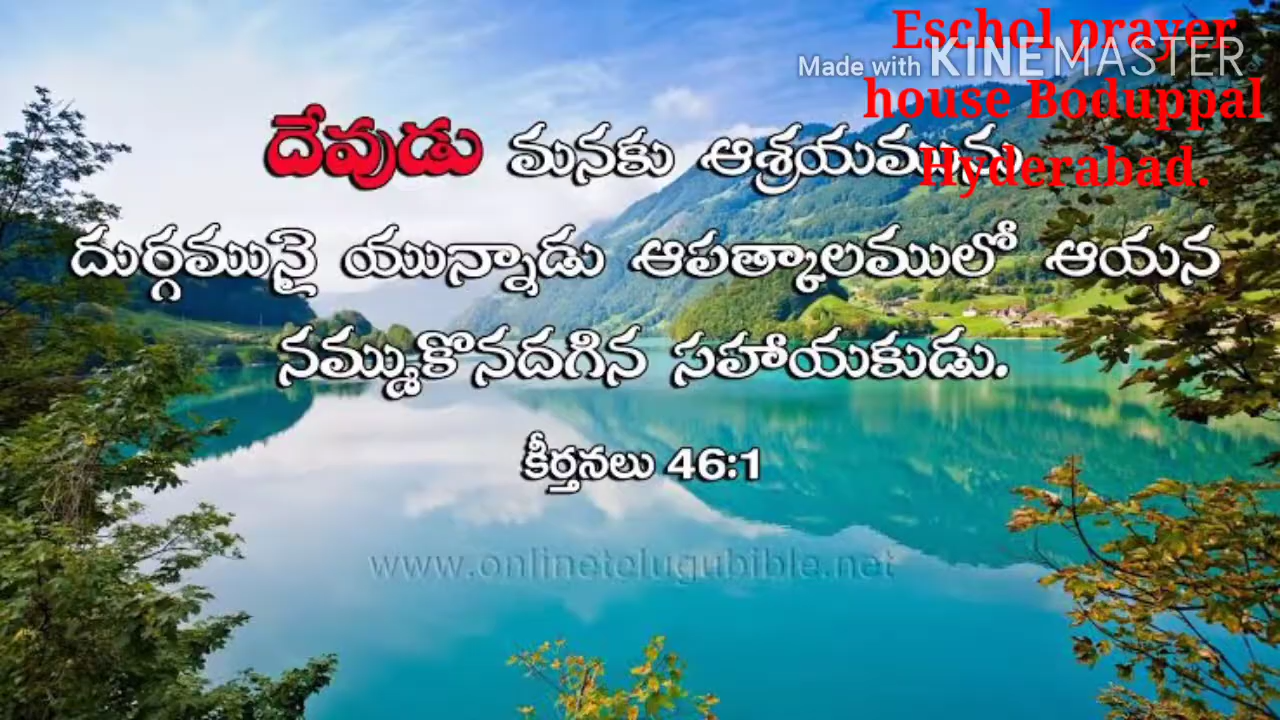 Eschol prayer
Made with KINEMASTER
house Boduppal
Hyderabad.
దేవుడు మనకు ఆశ్రయమును
దుర్గమునై యున్నాడు ఆపత్కాలములో ఆయన
నమ్ముకొనదగిన సహాయకుడు.
కీర్తనలు 46:1
www.onlinetelugubible.net